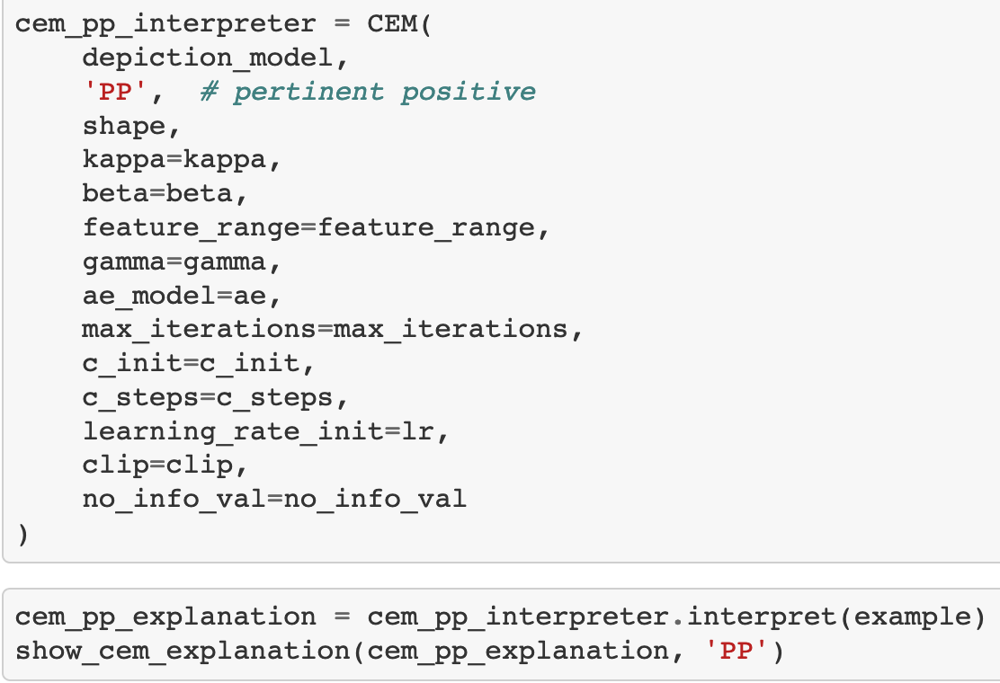 cem_pp_interpreter = CEM(
    depiction_model,
    'PP',  # pertinent positive
    shape,
    kappa=kappa,
    beta=beta,
    feature_range=feature_range,
    gamma=gamma,
    ae_model=ae,
    max_iterations=max_iterations,
    c_init=c_init,
    c_steps=c_steps,
    learning_rate_init=lr,
    clip=clip,
    no_info_val=no_info_val
)
cem_pp_explanation = cem_pp_interpreter.interpret(example)
show_cem_explanation(cem_pp_explanation, 'PP')